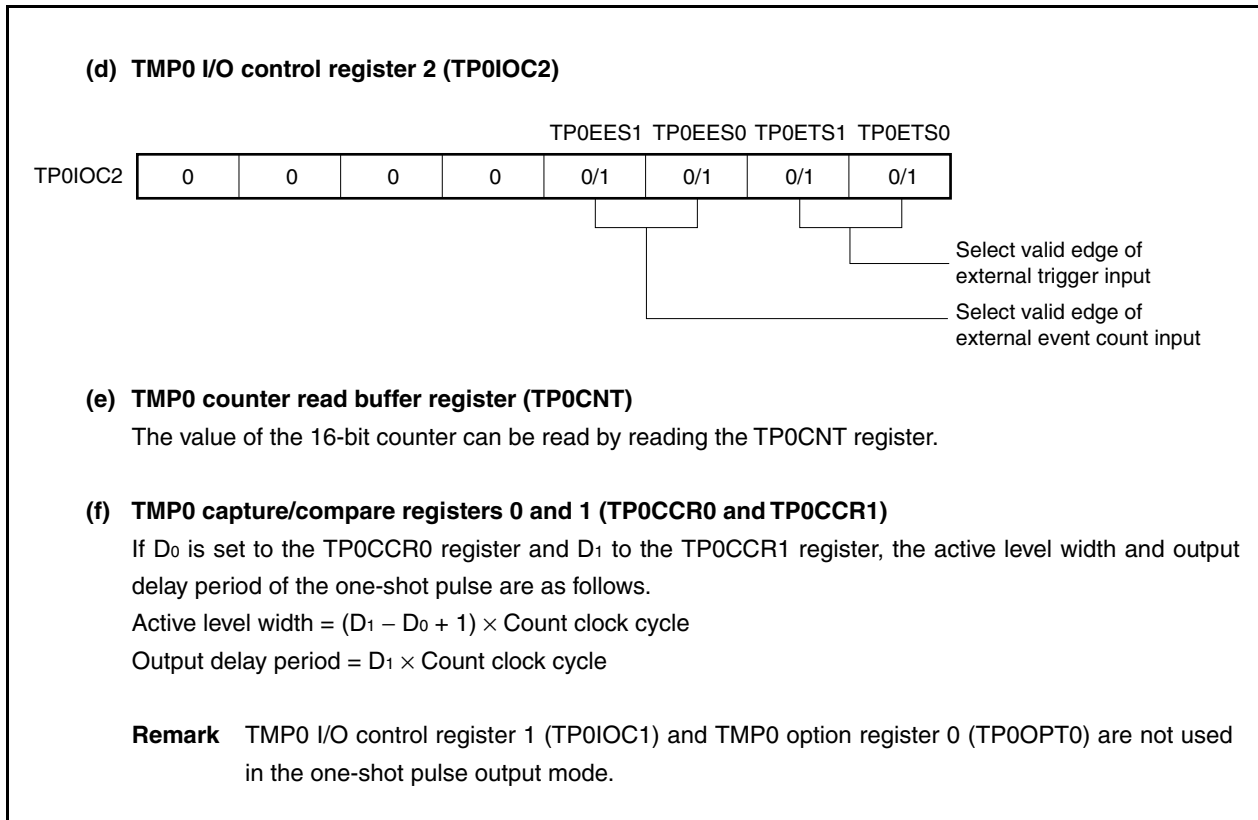 (d) TMP0 I/O control register 2 (TP0IOC2)
TP0EES1 TP0EES0 TP0ETS1 TP0ETS0
TP0IOC2 0 0 0 0 0/1 0/1 0/1 0/1
Select valid edge of
external trigger input
Select valid edge of
external event count input
(e) TMP0 counter read buffer register (TP0CNT)
The value of the 16-bit counter can be read by reading the TP0CNT register.
(f) TMP0 capture/compare registers 0 and 1 (TP0CCR0 and TP0CCR1)
If D0 is set to the TP0CCR0 register and D1 to the TP0CCR1 register, the active level width and output
delay period of the one-shot pulse are as follows.
Active level width = (D1 − D0 + 1) × Count clock cycle
Output delay period = D1 × Count clock cycle
Remark TMP0 I/O control register 1 (TP0IOC1) and TMP0 option register 0 (TP0OPT0) are not used
in the one-shot pulse output mode.